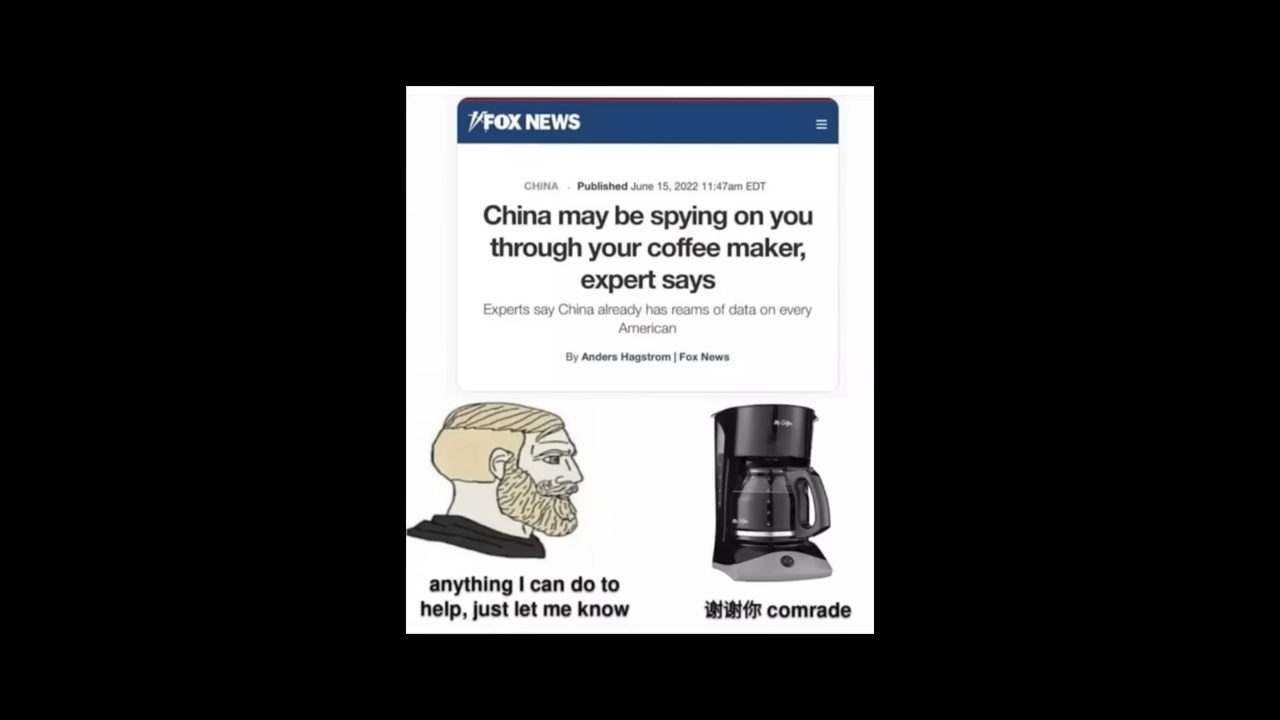 FOX NEWS
CHINA · Published June 15, 2022 11:47am EDT
China may be spying on you
through your coffee maker,
expert says
Experts say China already has reams of data on every
American
By Anders Hagstrom | Fox News
Mr. Coffee
anything I can do to
help, just let me know
谢谢你 comrade